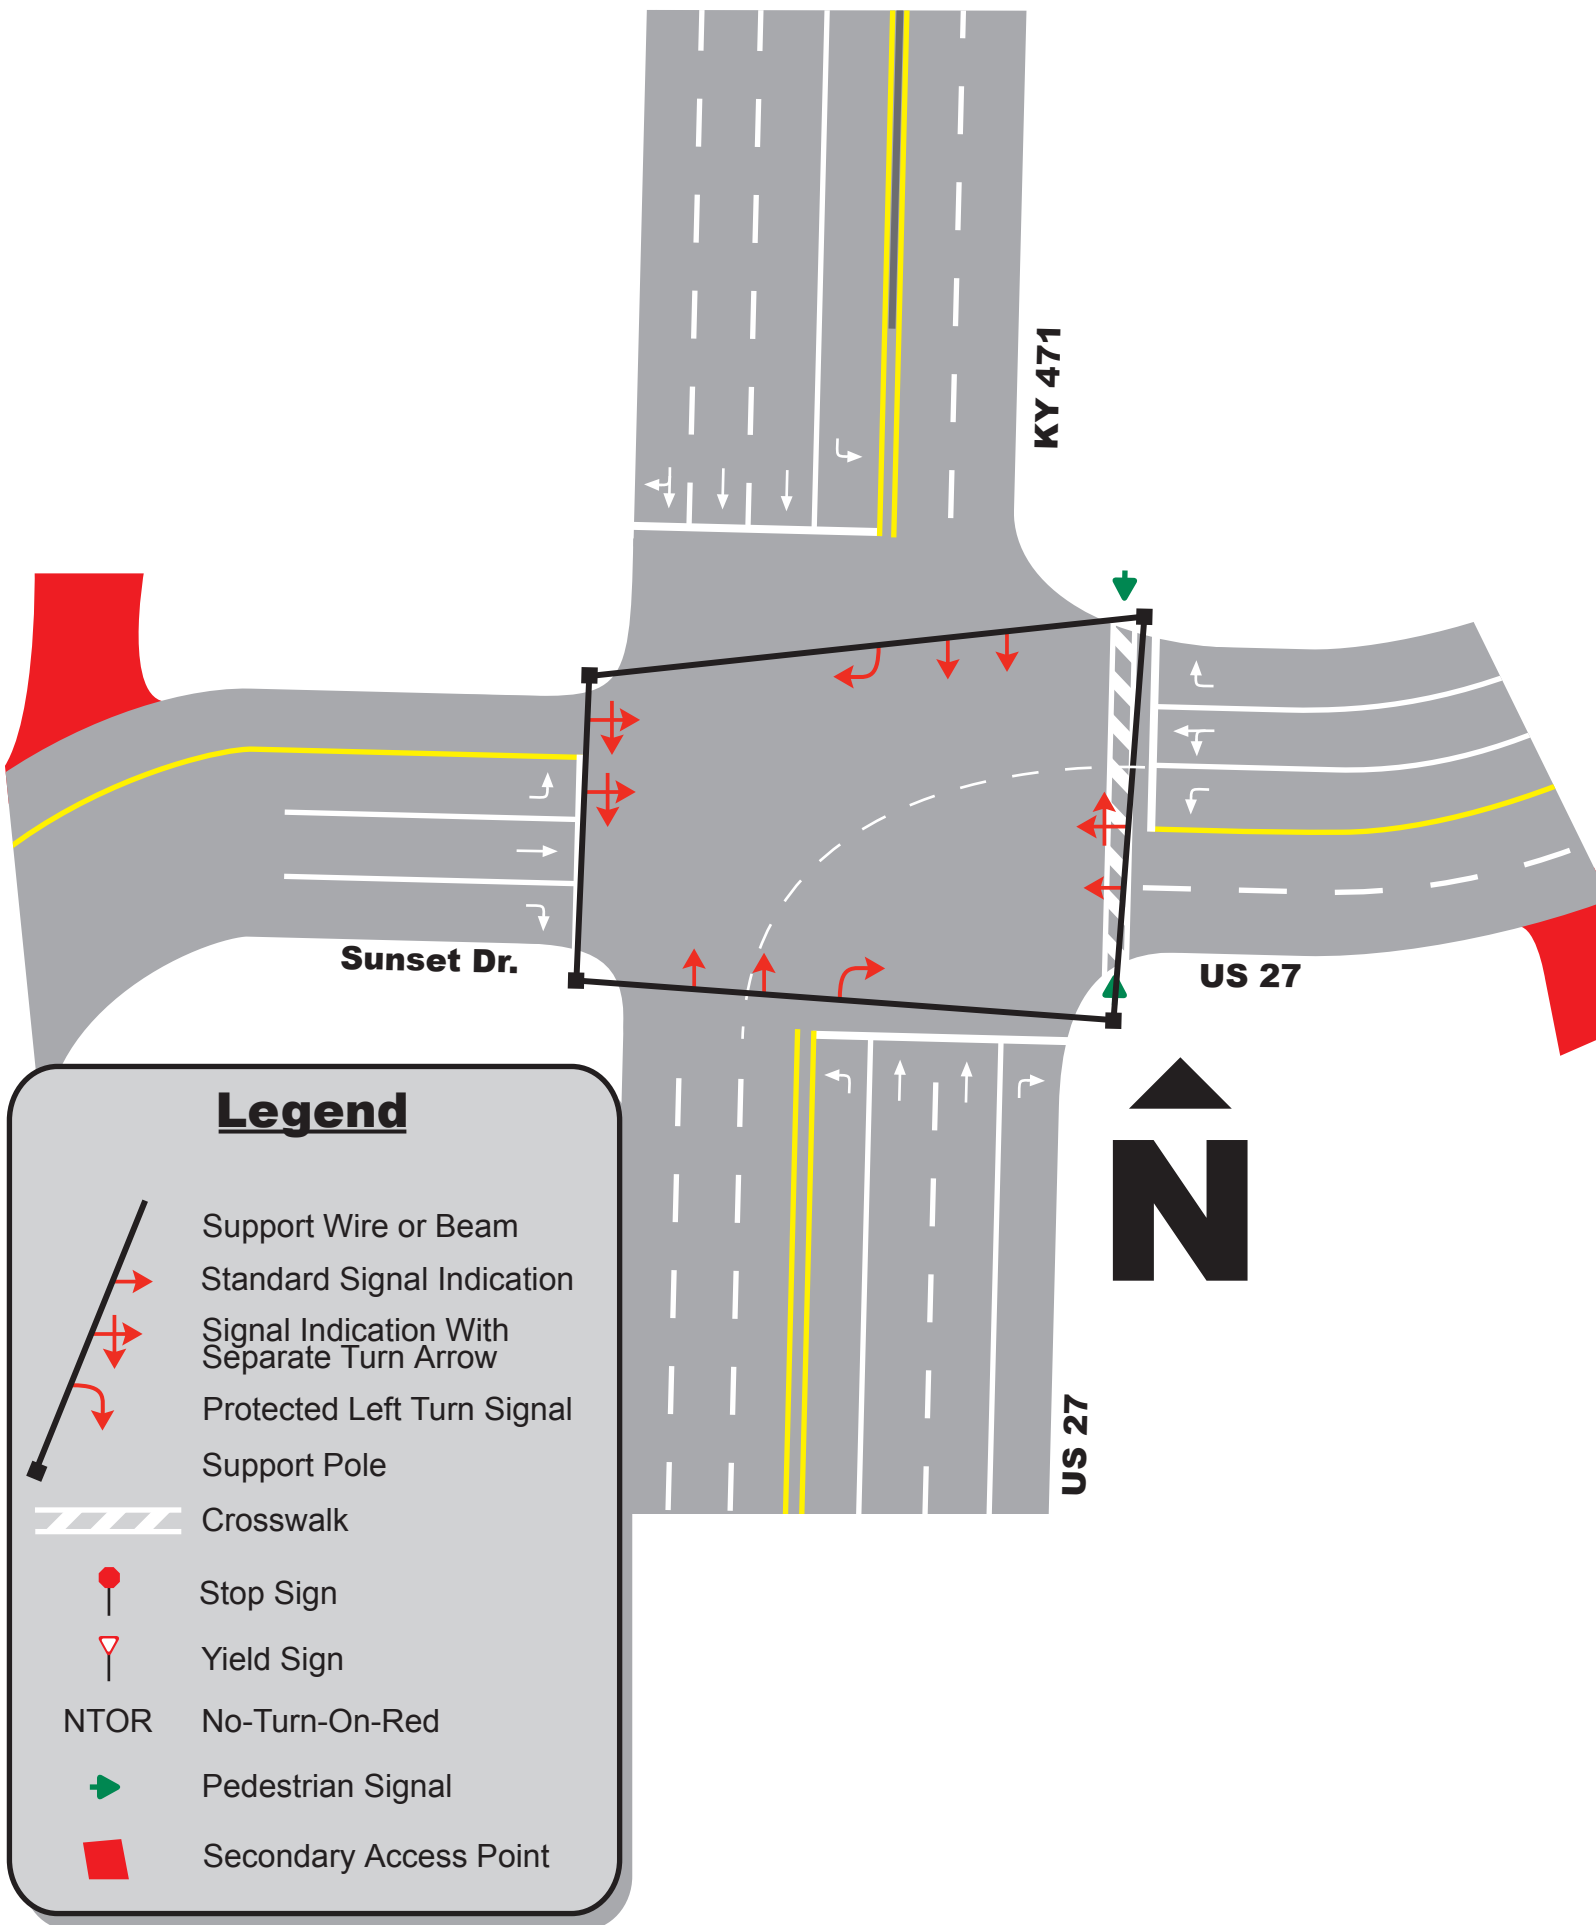 KY 471
Sunset Dr.
US 27
N
US 27
Legend
Support Wire or Beam
Standard Signal Indication
Signal Indication With
Separate Turn Arrow
Protected Left Turn Signal
Support Pole
Crosswalk
Stop Sign
Yield Sign
NTOR No-Turn-On-Red
Pedestrian Signal
Secondary Access Point